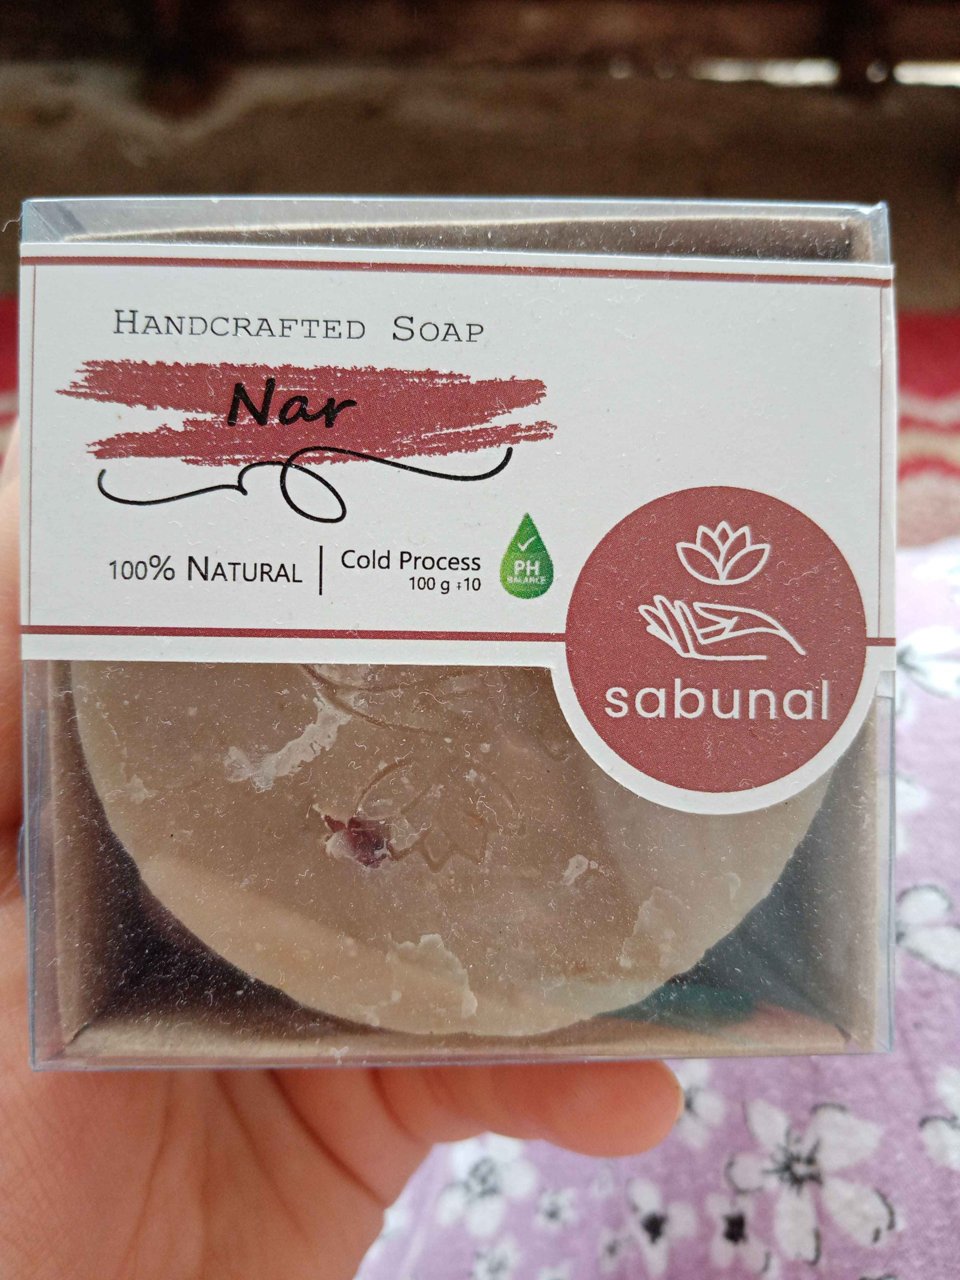 HANDCRAFTED SOAP
Nar
100% NATURAL
Cold Process
100 g ±10
PH
BALANCE
sabunal